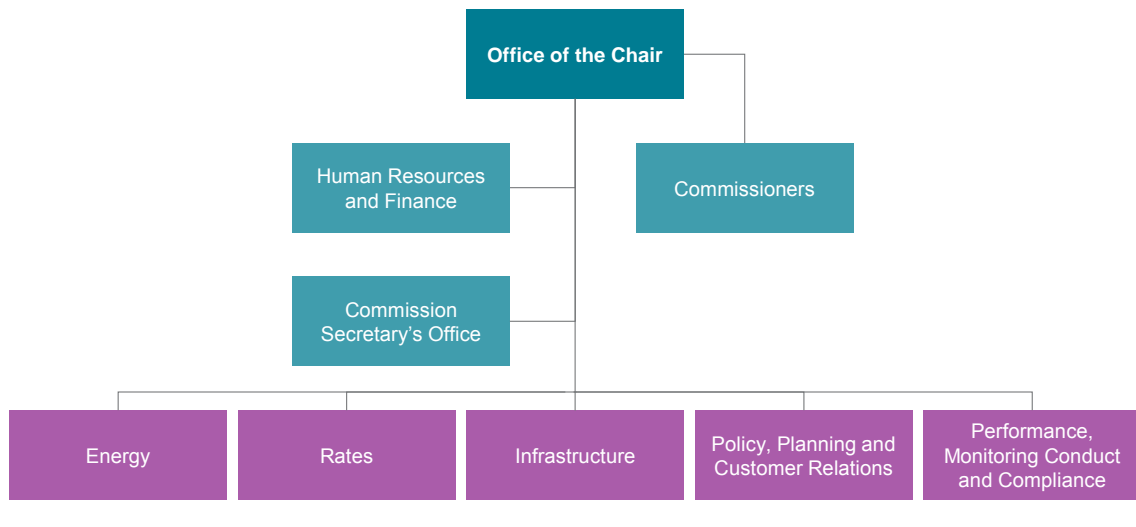 Office of the Chair
Human Resources
and Finance
Commissioners
Commission
Secretary’s Office
Energy
Rates
Infrastructure
Policy, Planning and
Customer Relations
Performance,
Monitoring Conduct
and Compliance